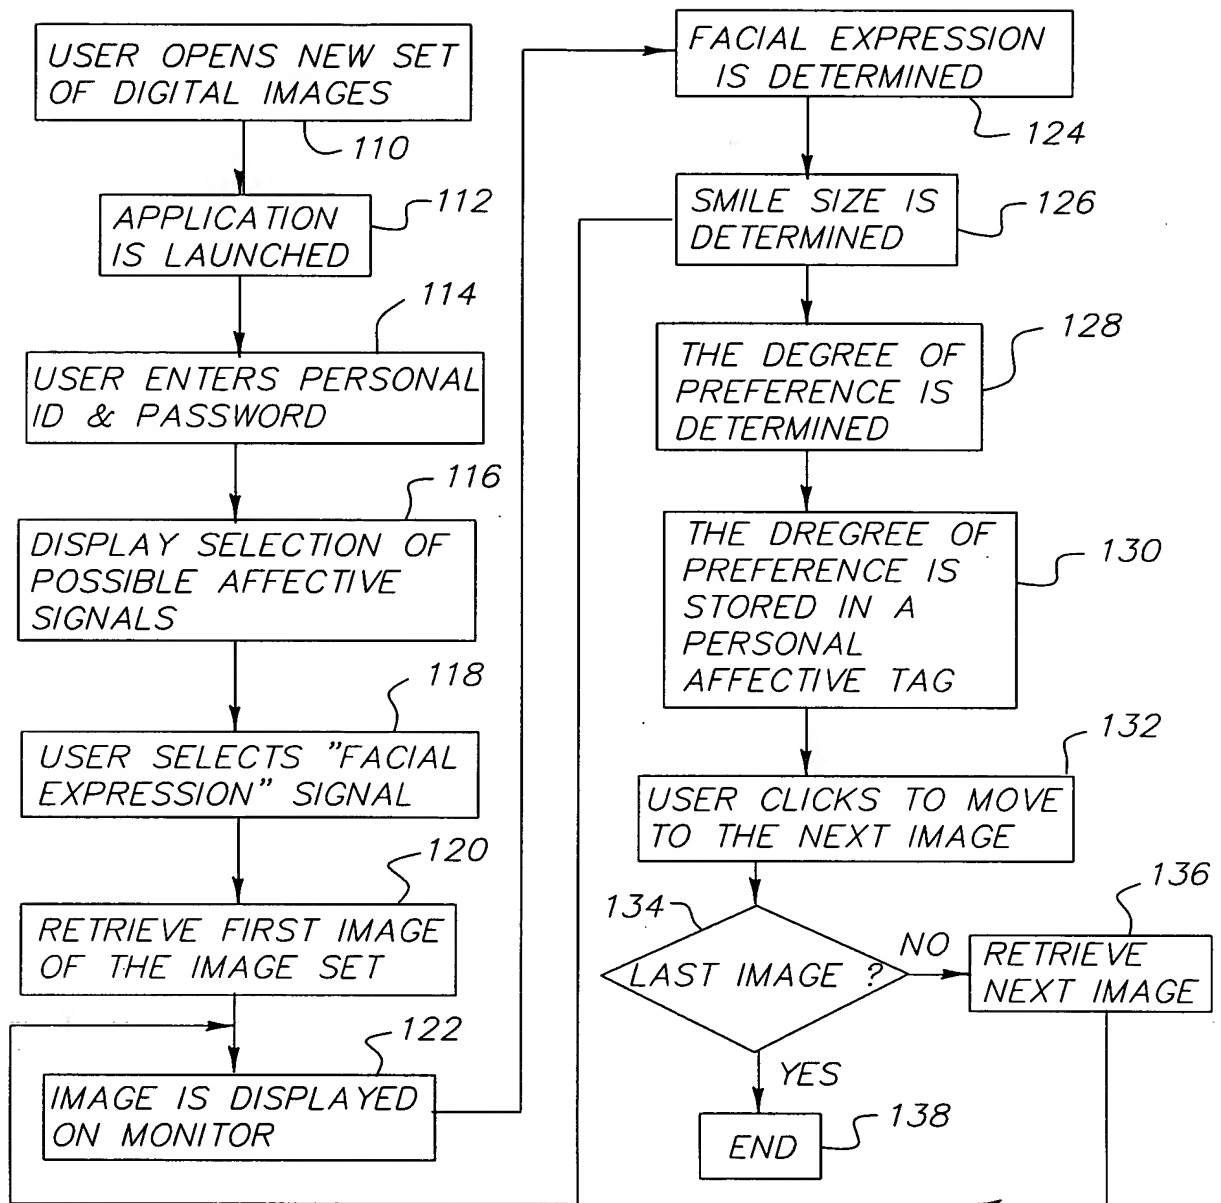 USER OPENS NEW SET
OF DIGITAL IMAGES
110
APPLICATION
IS LAUNCHED
112
114
USER ENTERS PERSONAL
ID & PASSWORD
116
DISPLAY SELECTION OF
POSSIBLE AFFECTIVE
SIGNALS
118
USER SELECTS "FACIAL
EXPRESSION" SIGNAL
120
RETRIEVE FIRST IMAGE
OF THE IMAGE SET
122
IMAGE IS DISPLAYED
ON MONITOR
FACIAL EXPRESSION
IS DETERMINED
124
SMILE SIZE IS
DETERMINED
126
128
THE DEGREE OF
PREFERENCE IS
DETERMINED
THE DREGREE OF
PREFERENCE IS
STORED IN A
PERSONAL
AFFECTIVE TAG
130
132
USER CLICKS TO MOVE
TO THE NEXT IMAGE
134
LAST IMAGE ?
NO
136
RETRIEVE
NEXT IMAGE
YES
END
138